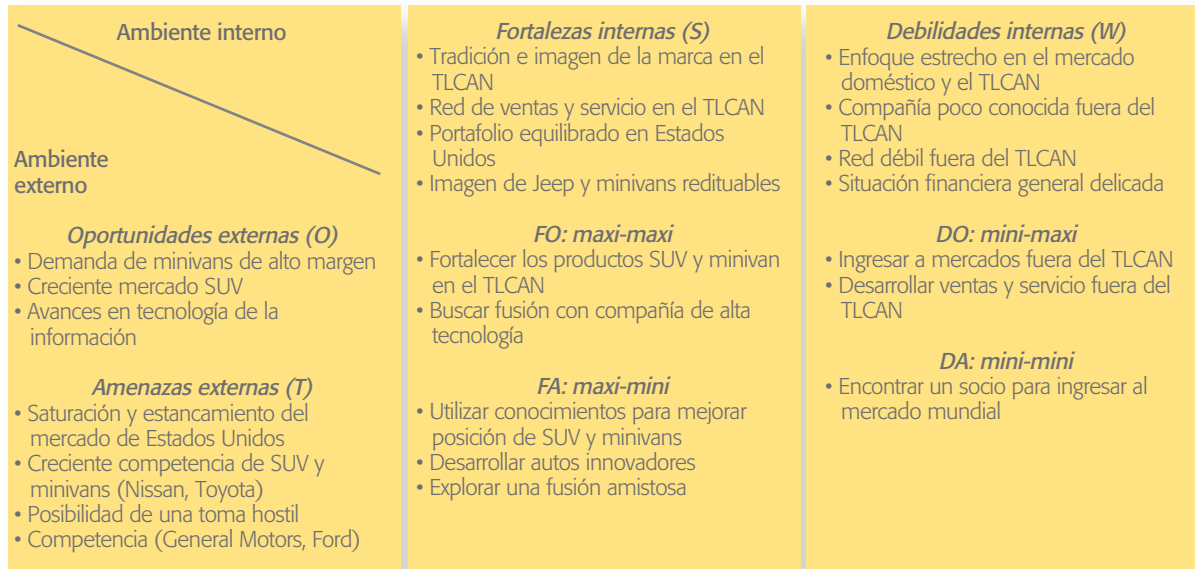 Ambiente interno
Ambiente
externo
Oportunidades externas (O)
• Demanda de minivans de alto margen
• Creciente mercado SUV
• Avances en tecnología de la
información
Amenazas externas (T)
• Saturación y estancamiento del
mercado de Estados Unidos
• Creciente competencia de SUV y
minivans (Nissan, Toyota)
• Posibilidad de una toma hostil
• Competencia (General Motors, Ford)
Fortalezas internas (S)
• Tradición e imagen de la marca en el
TLCAN
• Red de ventas y servicio en el TLCAN
• Portafolio equilibrado en Estados
Unidos
• Imagen de Jeep y minivans redituables
FO: maxi-maxi
• Fortalecer los productos SUV y minivan
en el TLCAN
• Buscar fusión con compañía de alta
tecnología
FA: maxi-mini
• Utilizar conocimientos para mejorar
posición de SUV y minivans
• Desarrollar autos innovadores
• Explorar una fusión amistosa
Debilidades internas (W)
• Enfoque estrecho en el mercado
doméstico y el TLCAN
• Compañía poco conocida fuera del
TLCAN
• Red débil fuera del TLCAN
• Situación financiera general delicada
DO: mini-maxi
• Ingresar a mercados fuera del TLCAN
• Desarrollar ventas y servicio fuera del
TLCAN
DA: mini-mini
• Encontrar un socio para ingresar al
mercado mundial